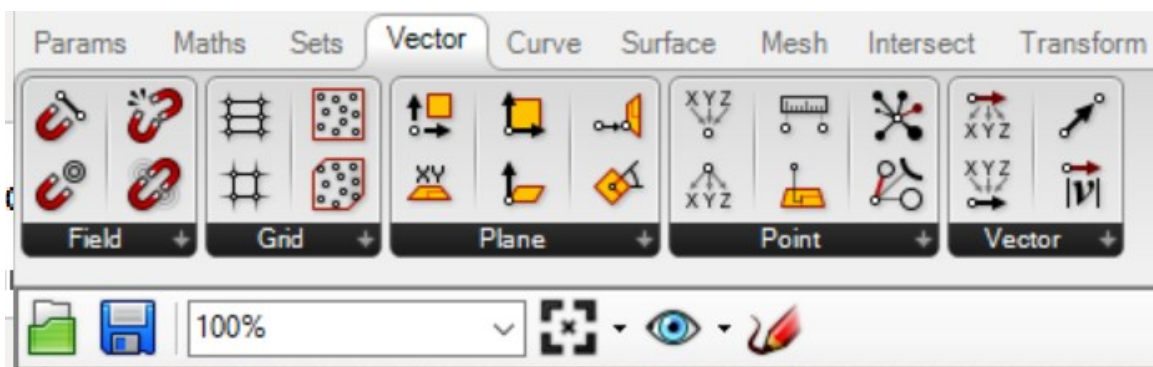 Params Maths Sets Vector Curve Surface Mesh Intersect Transform
XYZ XYZ
XY XYZ XYZ |v|
Field Grid Plane Point Vector
100%